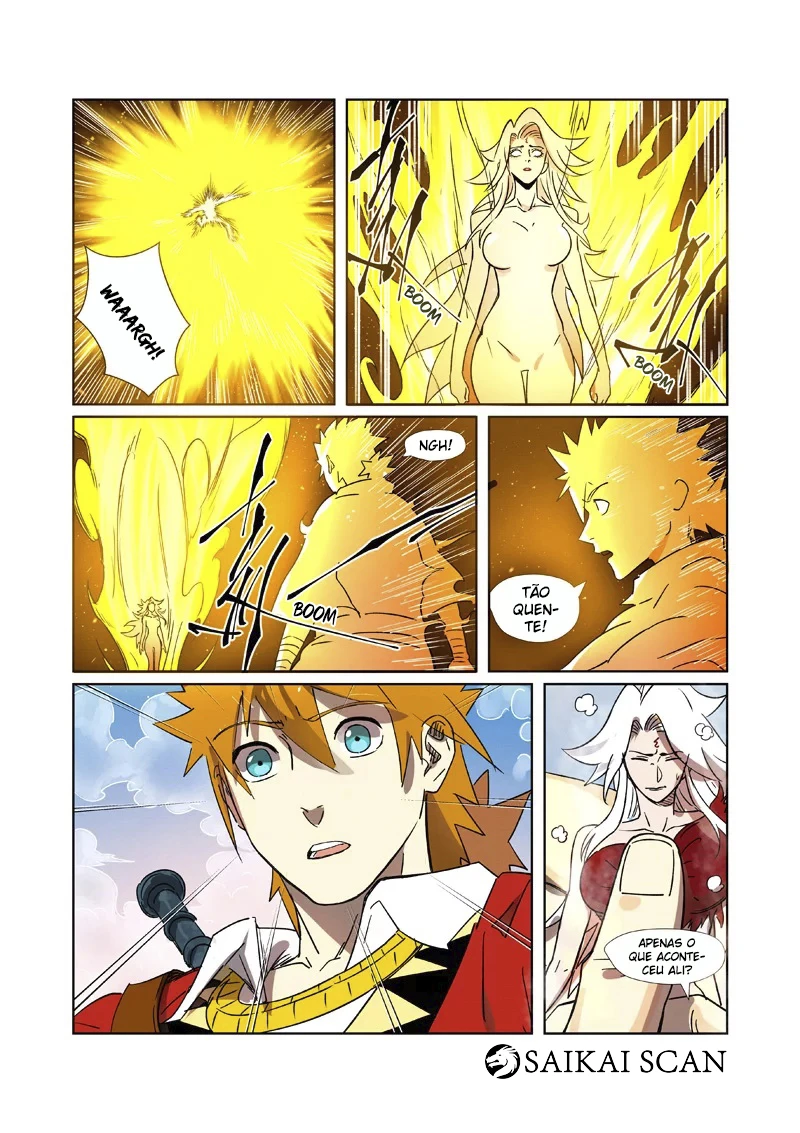 WAAARGH!
BOOM
BOOM
NGH!
BOOM
TÃO
QUEN-
TE!
APENAS O
QUE ACONTE-
CEU ALI?
SAIKAI SCAN